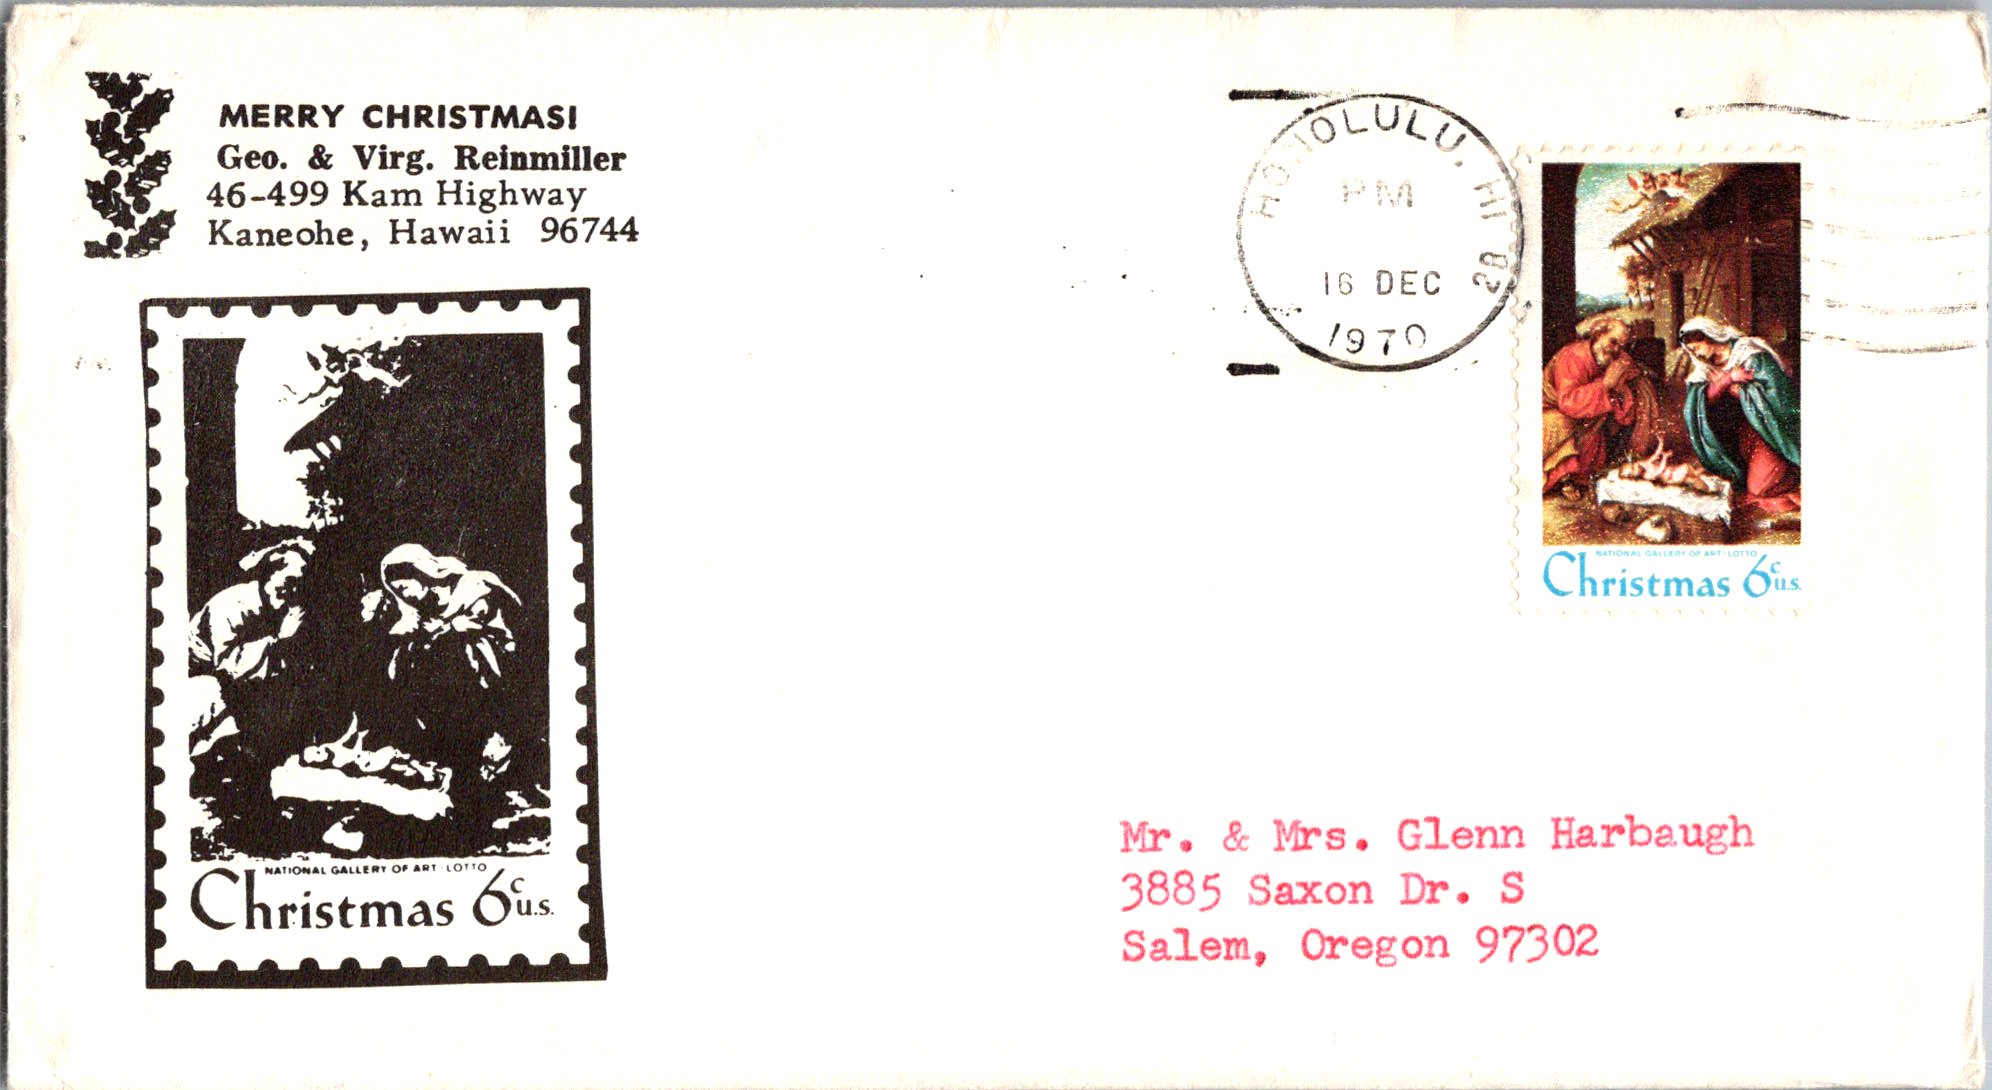 MERRY CHRISTMAS!
Geo. & Virg. Reinmiller
46-499 Kam Highway
Kaneohe, Hawaii 96744
HONOLULU, HI
PM
16 DEC
1970
NATIONAL GALLERY OF ART · LOTTO
Christmas 6c u.s.
NATIONAL GALLERY OF ART · LOTTO
Christmas 6c u.s.
Mr. & Mrs. Glenn Harbaugh
3885 Saxon Dr. S
Salem, Oregon 97302